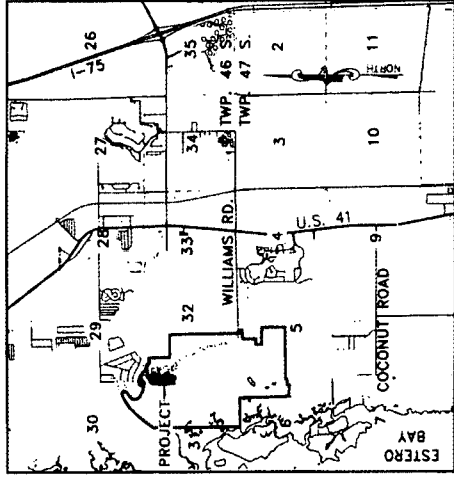 26
I-75
35
TWP. 46 S.
TWP. 47 S.
2
11
NORTH
27
34
3
10
28
33
WILLIAMS RD.
4
U.S. 41
9
29
32
5
COCONUT ROAD
30
PROJECT
6
7
ESTERO
BAY